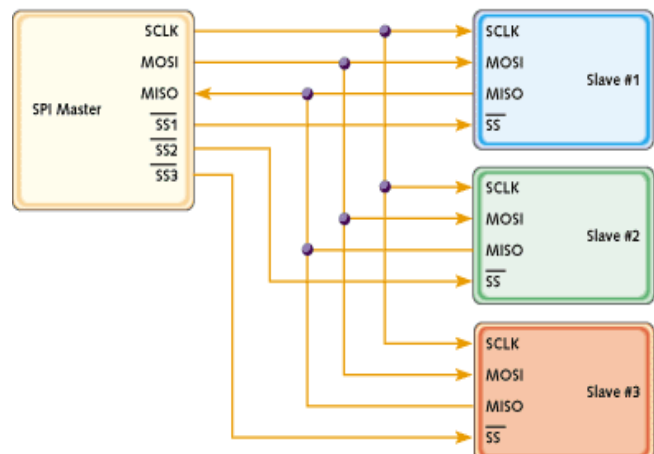 SPI Master
SCLK
MOSI
MISO
SS1
SS2
SS3
SCLK
MOSI
MISO
SS
Slave #1
SCLK
MOSI
MISO
SS
Slave #2
SCLK
MOSI
MISO
SS
Slave #3